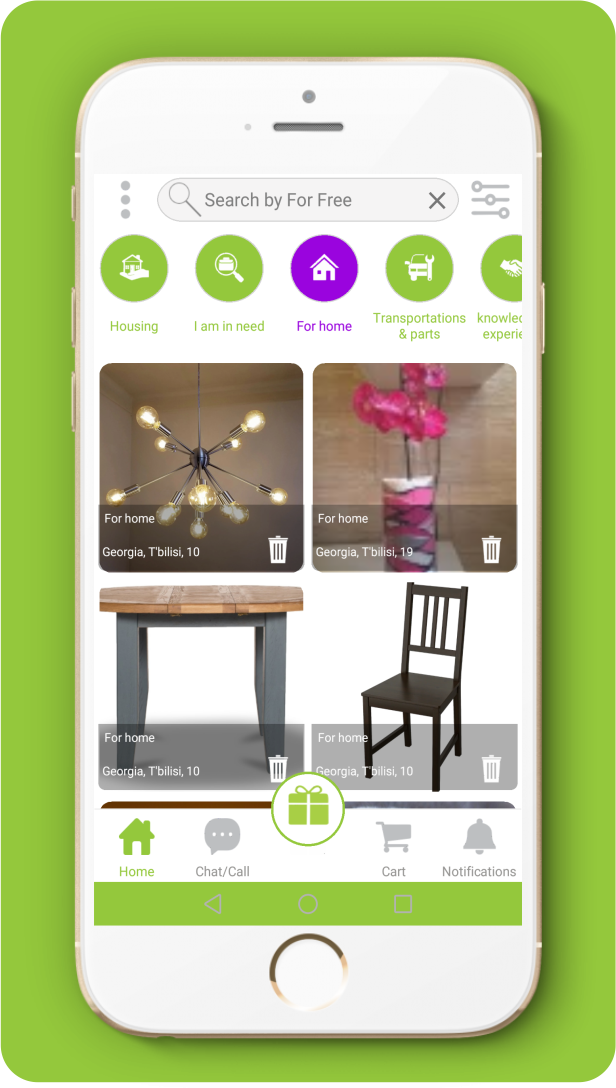 Search by For Free
Housing
I am in need
For home
Transportations
& parts
knowled
experie
For home
Georgia, T'bilisi, 10
For home
Georgia, T'bilisi, 19
For home
Georgia, T'bilisi, 10
For home
Georgia, T'bilisi, 10
Home
Chat/Call
Cart
Notifications